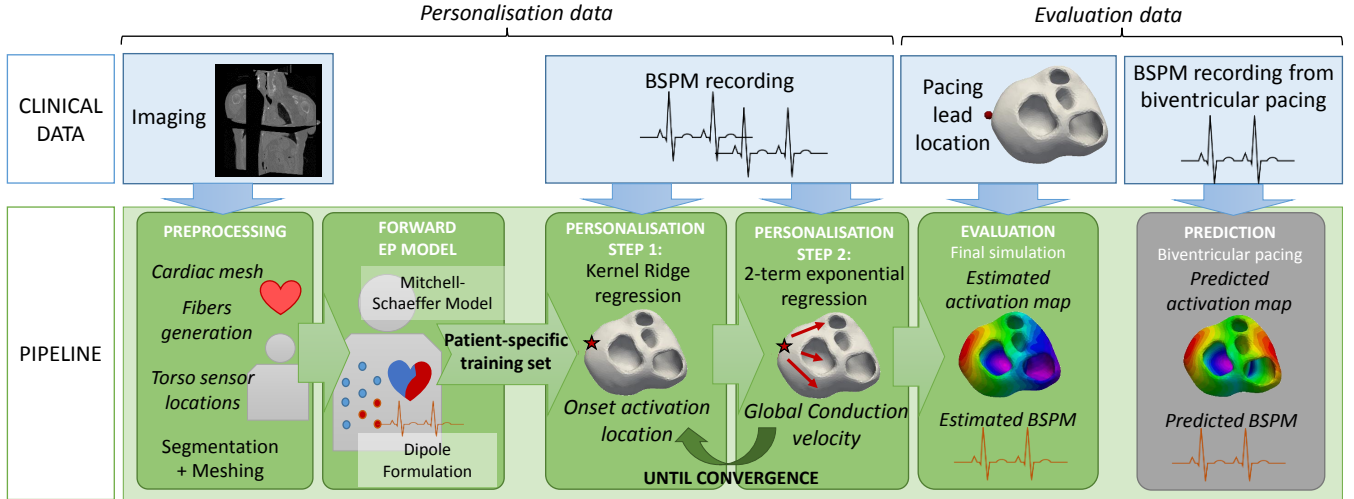 Personalisation data
Evaluation data
CLINICAL
DATA
Imaging
BSPM recording
Pacing
lead
location
BSPM recording from
biventricular pacing
PIPELINE
PREPROCESSING
Cardiac mesh
Fibers
generation
Torso sensor
locations
Segmentation
+ Meshing
FORWARD
EP MODEL
Mitchell-
Schaeffer Model
Dipole
Formulation
Patient-specific
training set
PERSONALISATION
STEP 1:
Kernel Ridge
regression
Onset activation
location
PERSONALISATION
STEP 2:
2-term exponential
regression
Global Conduction
velocity
UNTIL CONVERGENCE
EVALUATION
Final simulation
Estimated
activation map
Estimated BSPM
PREDICTION
Biventricular pacing
Predicted
activation map
Predicted BSPM